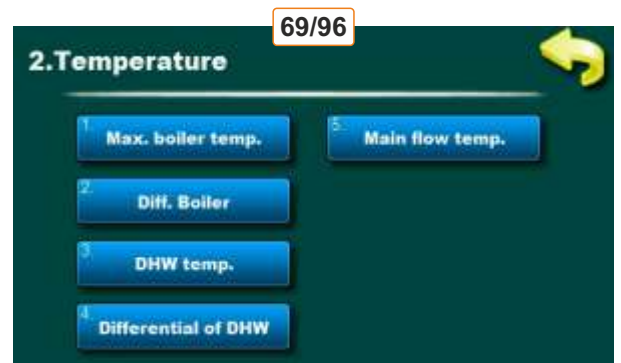 69/96
2.Temperature
1. Max. boiler temp.
2. Diff. Boiler
3. DHW temp.
4. Differential of DHW
5. Main flow temp.